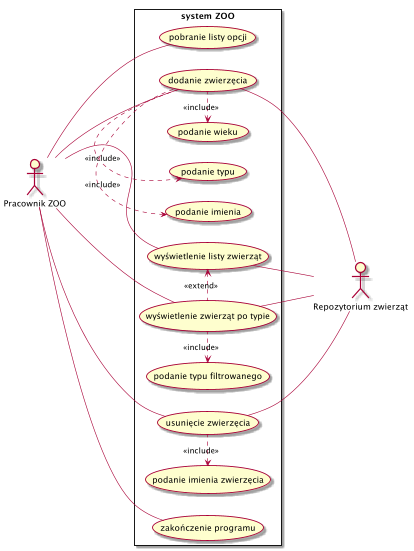 system ZOO
pobranie listy opcji
dodanie zwierzęcia
«include»
podanie wieku
«include»
podanie typu
«include»
podanie imienia
Pracownik ZOO
wyświetlenie listy zwierząt
«extend»
Repozytorium zwierząt
wyświetlenie zwierząt po typie
«include»
podanie typu filtrowanego
usunięcie zwierzęcia
«include»
podanie imienia zwierzęcia
zakończenie programu